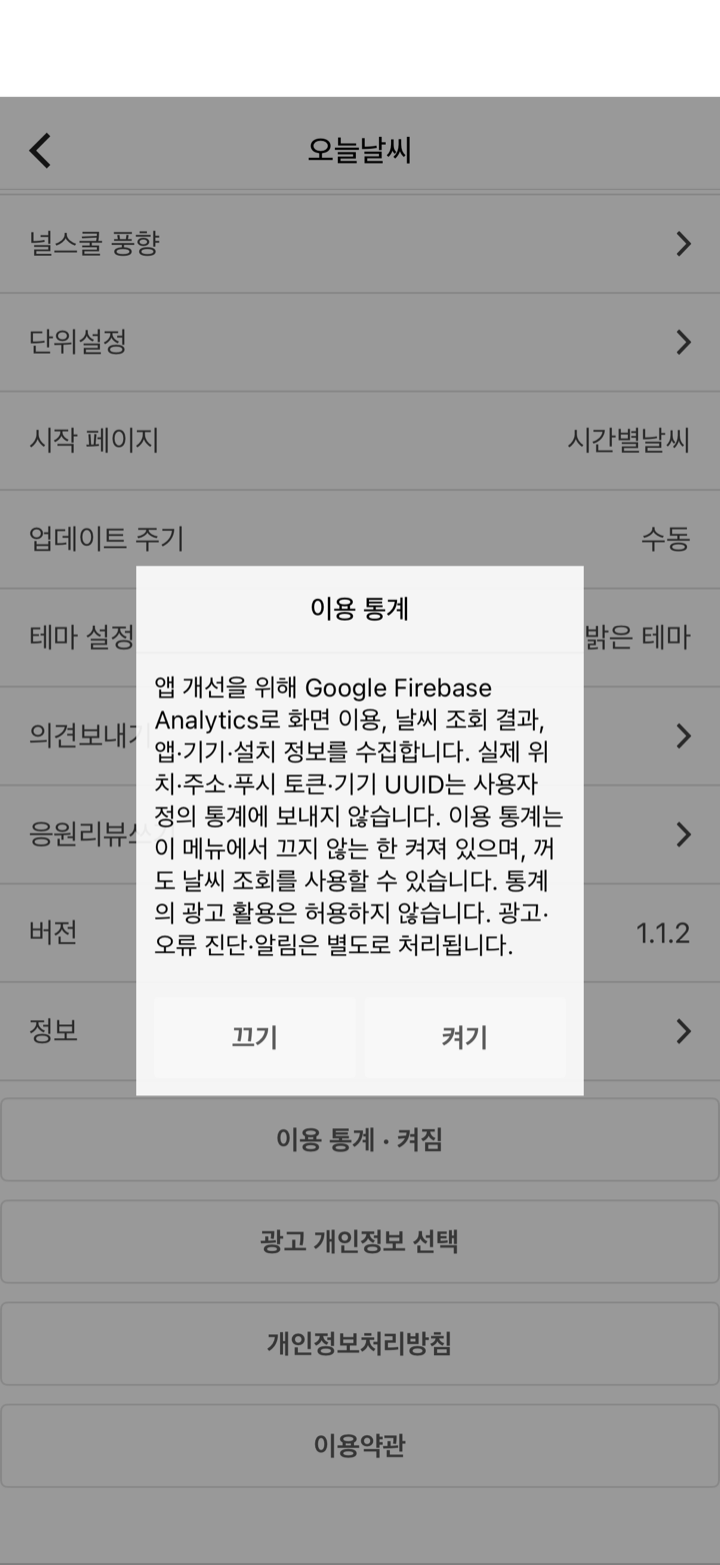 오늘날씨
널스쿨 풍향
단위설정
시작 페이지 시간별날씨
업데이트 주기 수동
테마 설정 밝은 테마
이용 통계
앱 개선을 위해 Google Firebase
Analytics로 화면 이용, 날씨 조회 결과,
앱·기기·설치 정보를 수집합니다. 실제 위
치·주소·푸시 토큰·기기 UUID는 사용자
정의 통계에 보내지 않습니다. 이용 통계는
이 메뉴에서 끄지 않는 한 켜져 있으며, 꺼
도 날씨 조회를 사용할 수 있습니다. 통계
의 광고 활용은 허용하지 않습니다. 광고·
오류 진단·알림은 별도로 처리됩니다.
끄기 켜기
의견보내기
응원리뷰쓰기
버전 1.1.2
정보
이용 통계 · 켜짐
광고 개인정보 선택
개인정보처리방침
이용약관